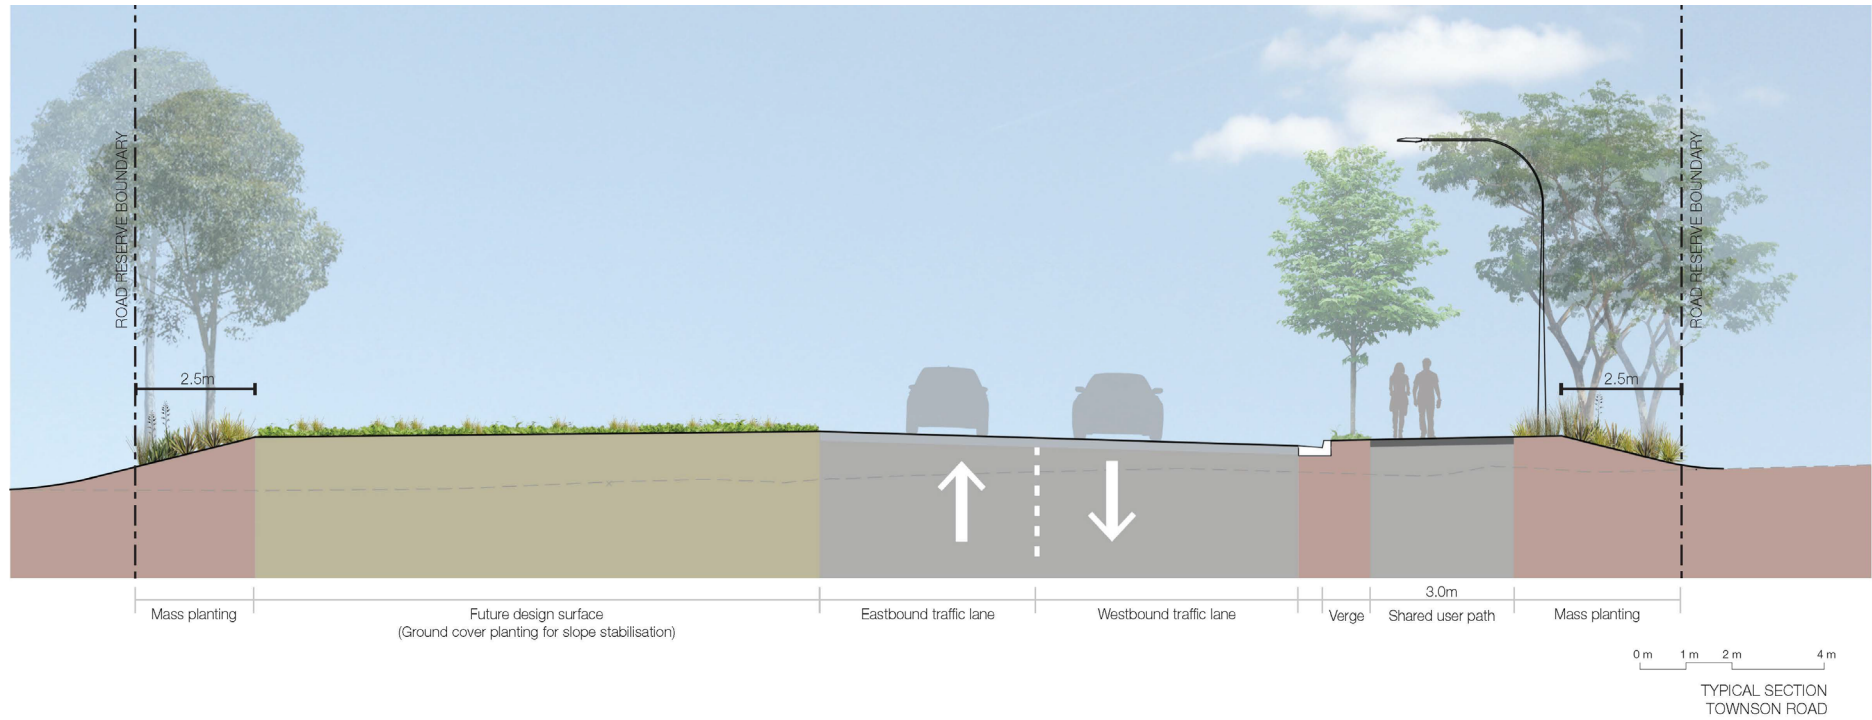 ROAD RESERVE BOUNDARY
ROAD RESERVE BOUNDARY
2.5m
2.5m
3.0m
Mass planting
Future design surface
(Ground cover planting for slope stabilisation)
Eastbound traffic lane
Westbound traffic lane
Verge
Shared user path
Mass planting
0 m 1 m 2 m 4 m
TYPICAL SECTION
TOWNSON ROAD